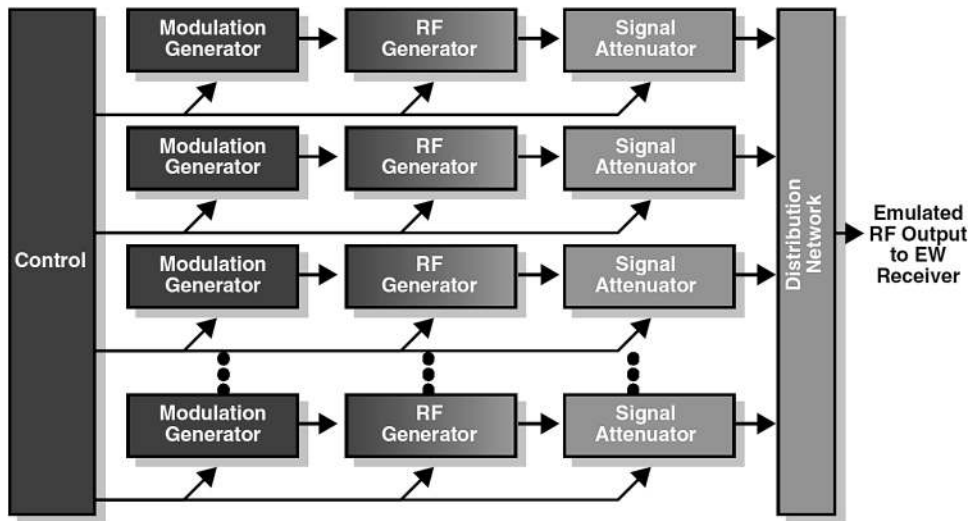 Modulation
Generator
RF
Generator
Signal
Attenuator
Modulation
Generator
RF
Generator
Signal
Attenuator
Control
Modulation
Generator
RF
Generator
Signal
Attenuator
Modulation
Generator
RF
Generator
Signal
Attenuator
Distribution
Network
Emulated
RF Output
to EW
Receiver